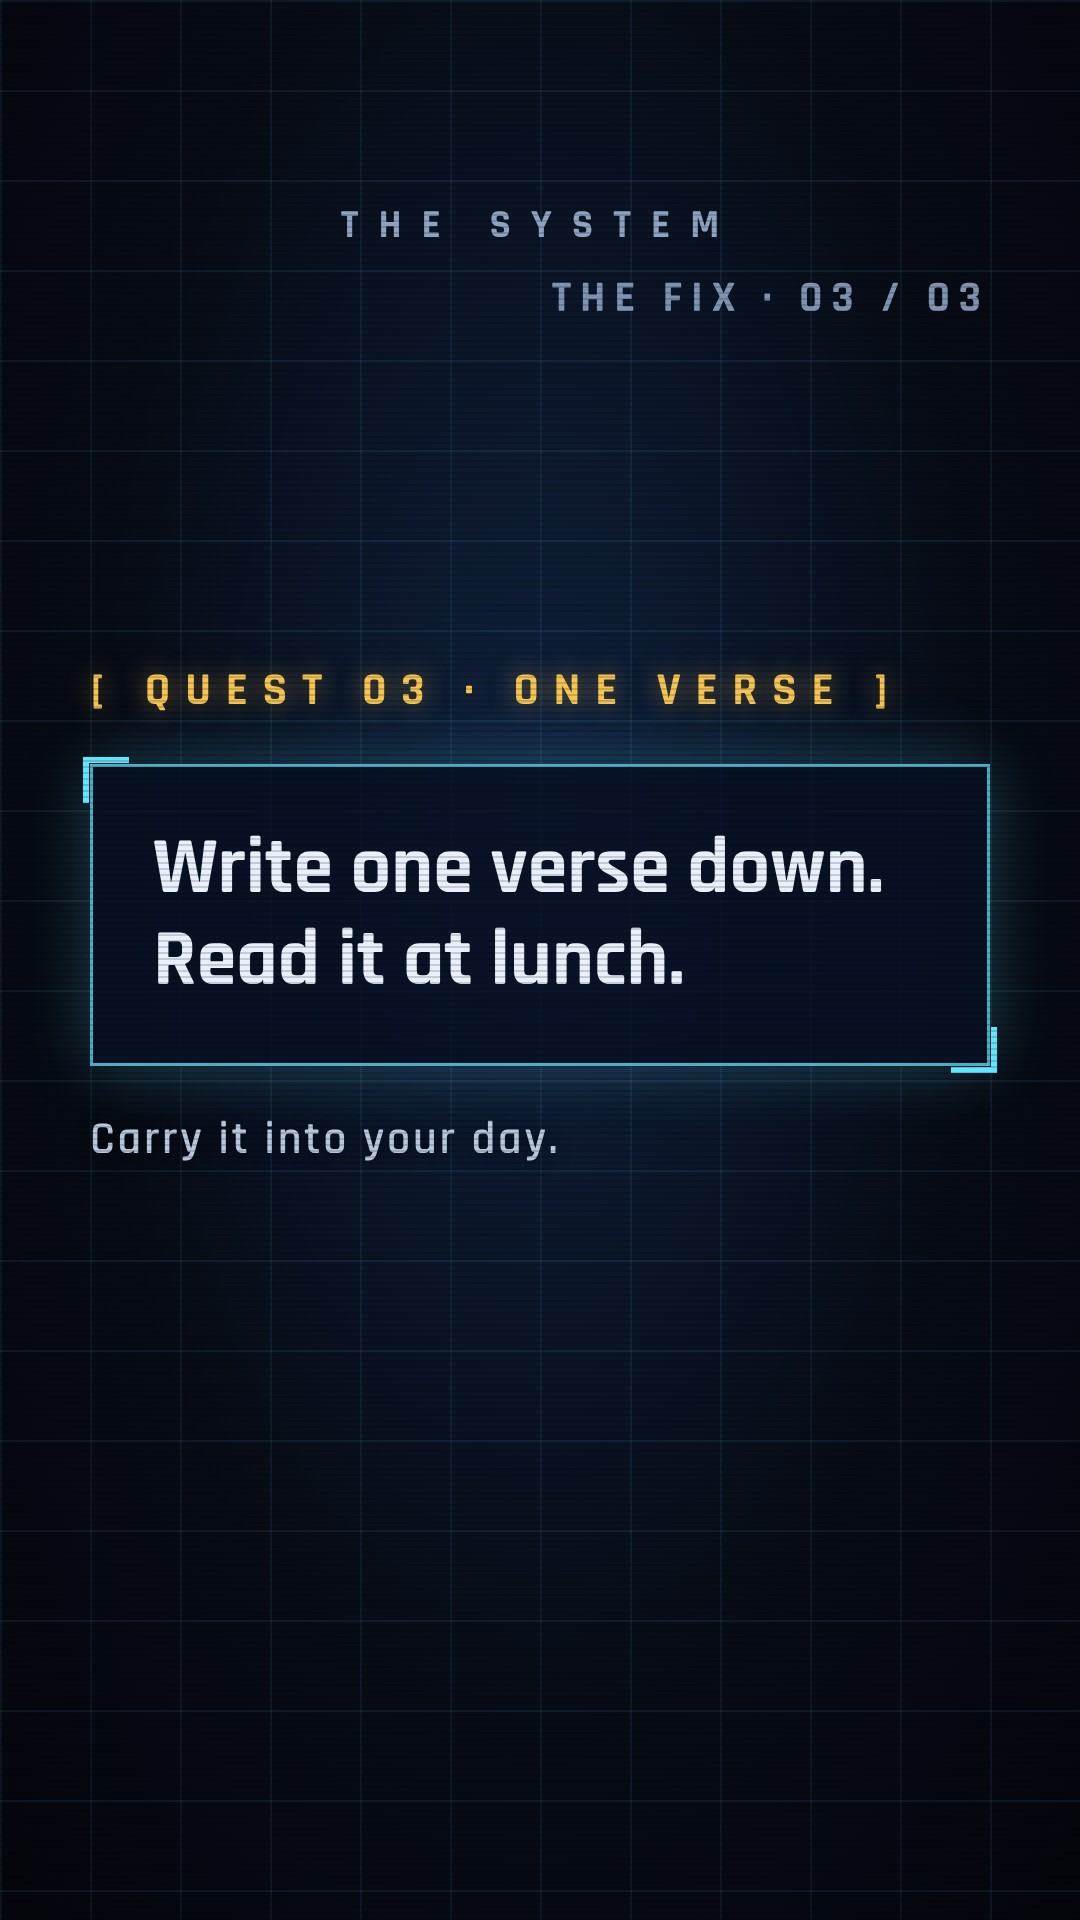 THE SYSTEM
THE FIX · 03 / 03
[ QUEST 03 · ONE VERSE ]
Write one verse down.
Read it at lunch.
Carry it into your day.